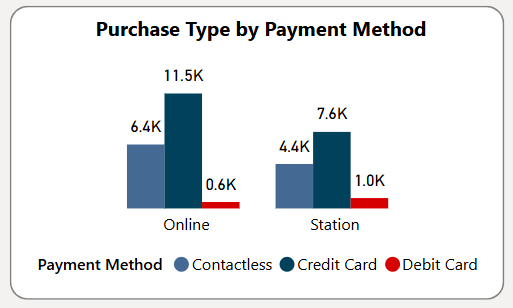 Purchase Type by Payment Method
11.5K
7.6K
6.4K
4.4K
0.6K
1.0K
Online Station
Payment Method Contactless Credit Card Debit Card